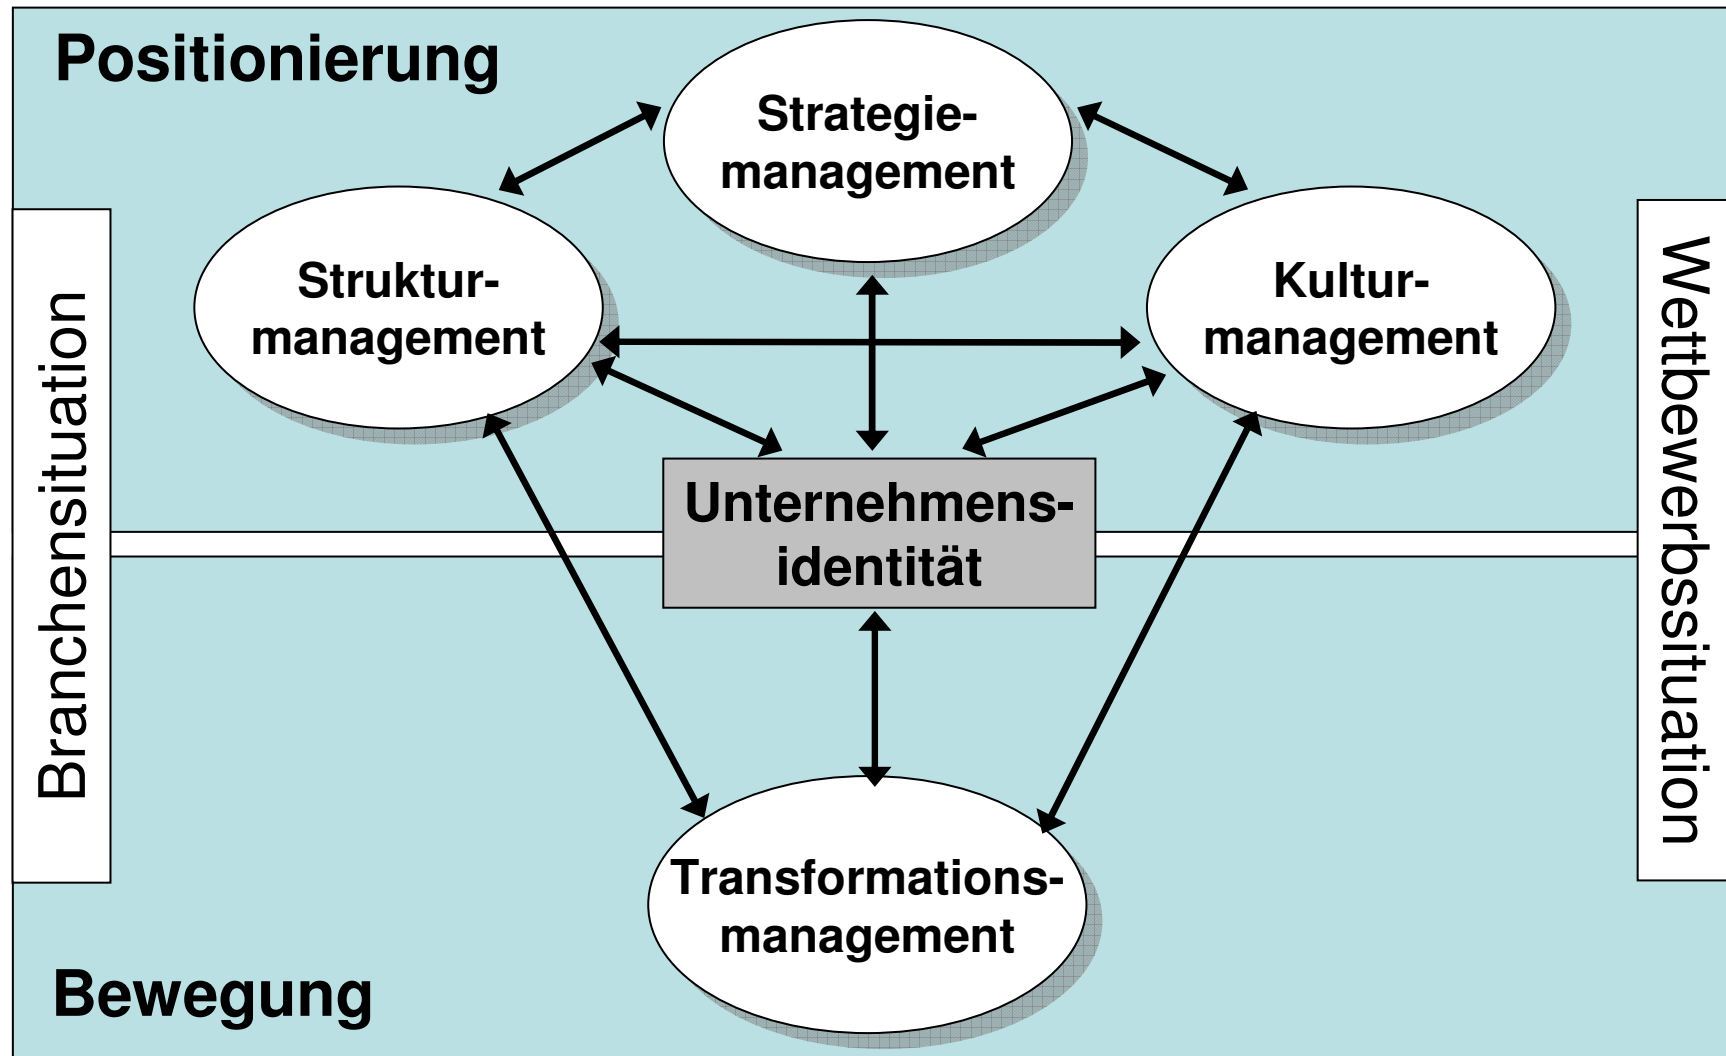 Positionierung
Strategie-
management
Struktur-
management
Kultur-
management
Branchensituation
Wettbewerbssituation
Unternehmens-
identität
Transformations-
management
Bewegung